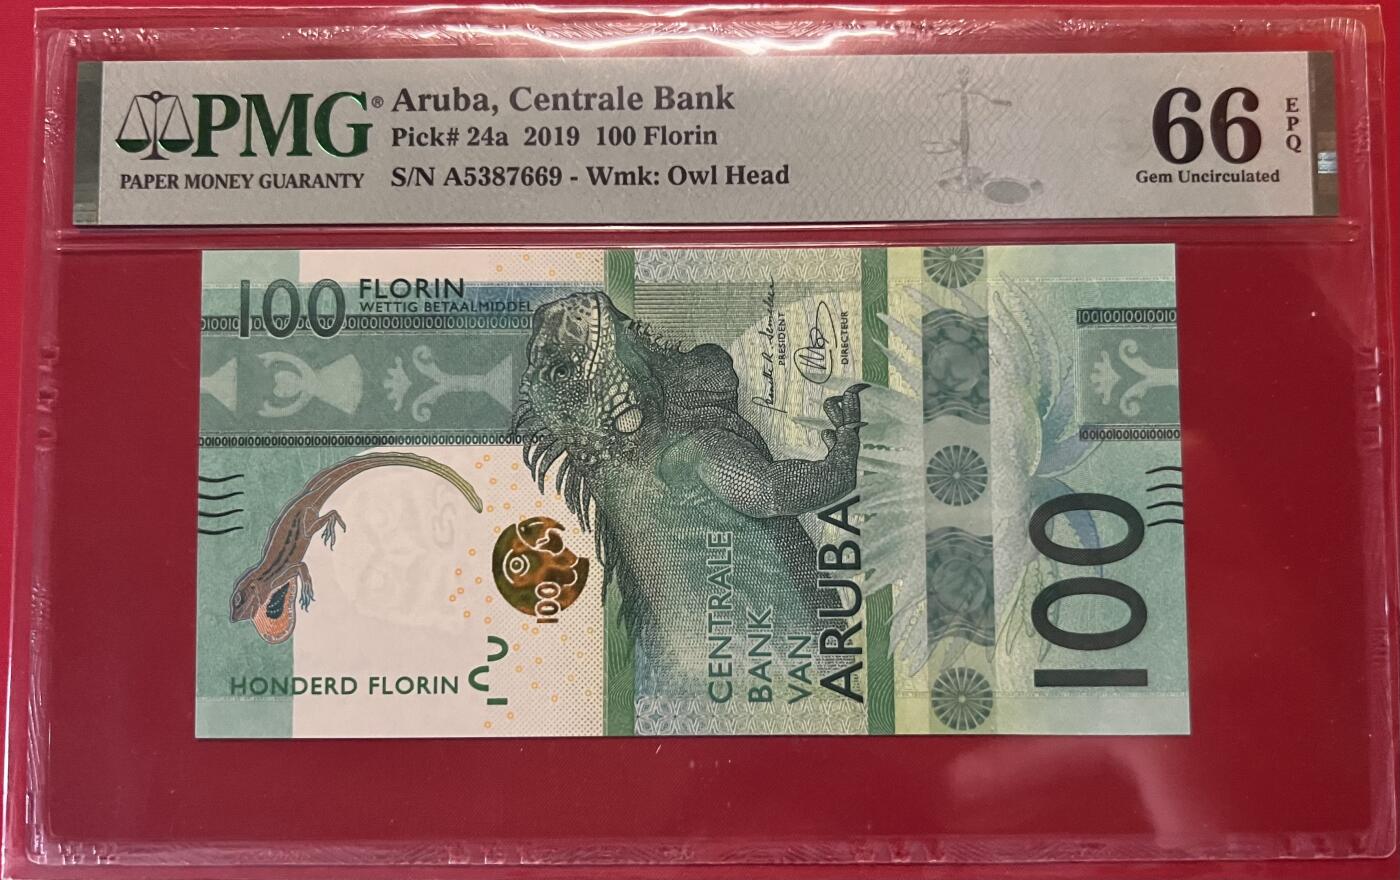 PMG® Aruba, Centrale Bank
Pick# 24a 2019 100 Florin
PAPER MONEY GUARANTY
S/N A5387669 - Wmk: Owl Head
66 EPQ
Gem Uncirculated
100 FLORIN
WETTIG BETAALMIDDEL
PRESIDENT
DIRECTEUR
100
HONDERD FLORIN
CENTRALE
BANK
VAN
ARUBA
100